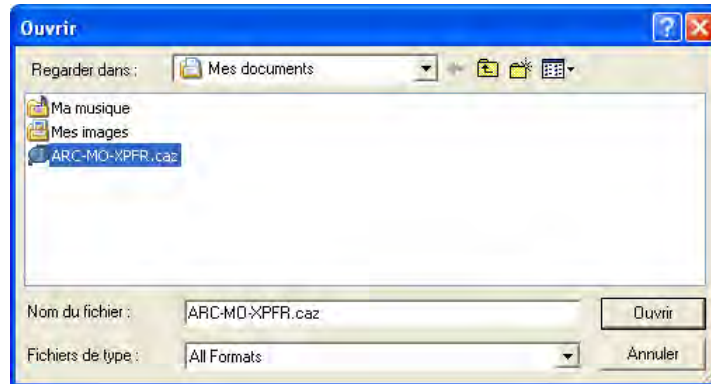 Ouvrir
Regarder dans :
Mes documents
Ma musique
Mes images
ARC-MO-XPFR.caz
Nom du fichier :
ARC-MO-XPFR.caz
Ouvrir
Fichiers de type :
All Formats
Annuler